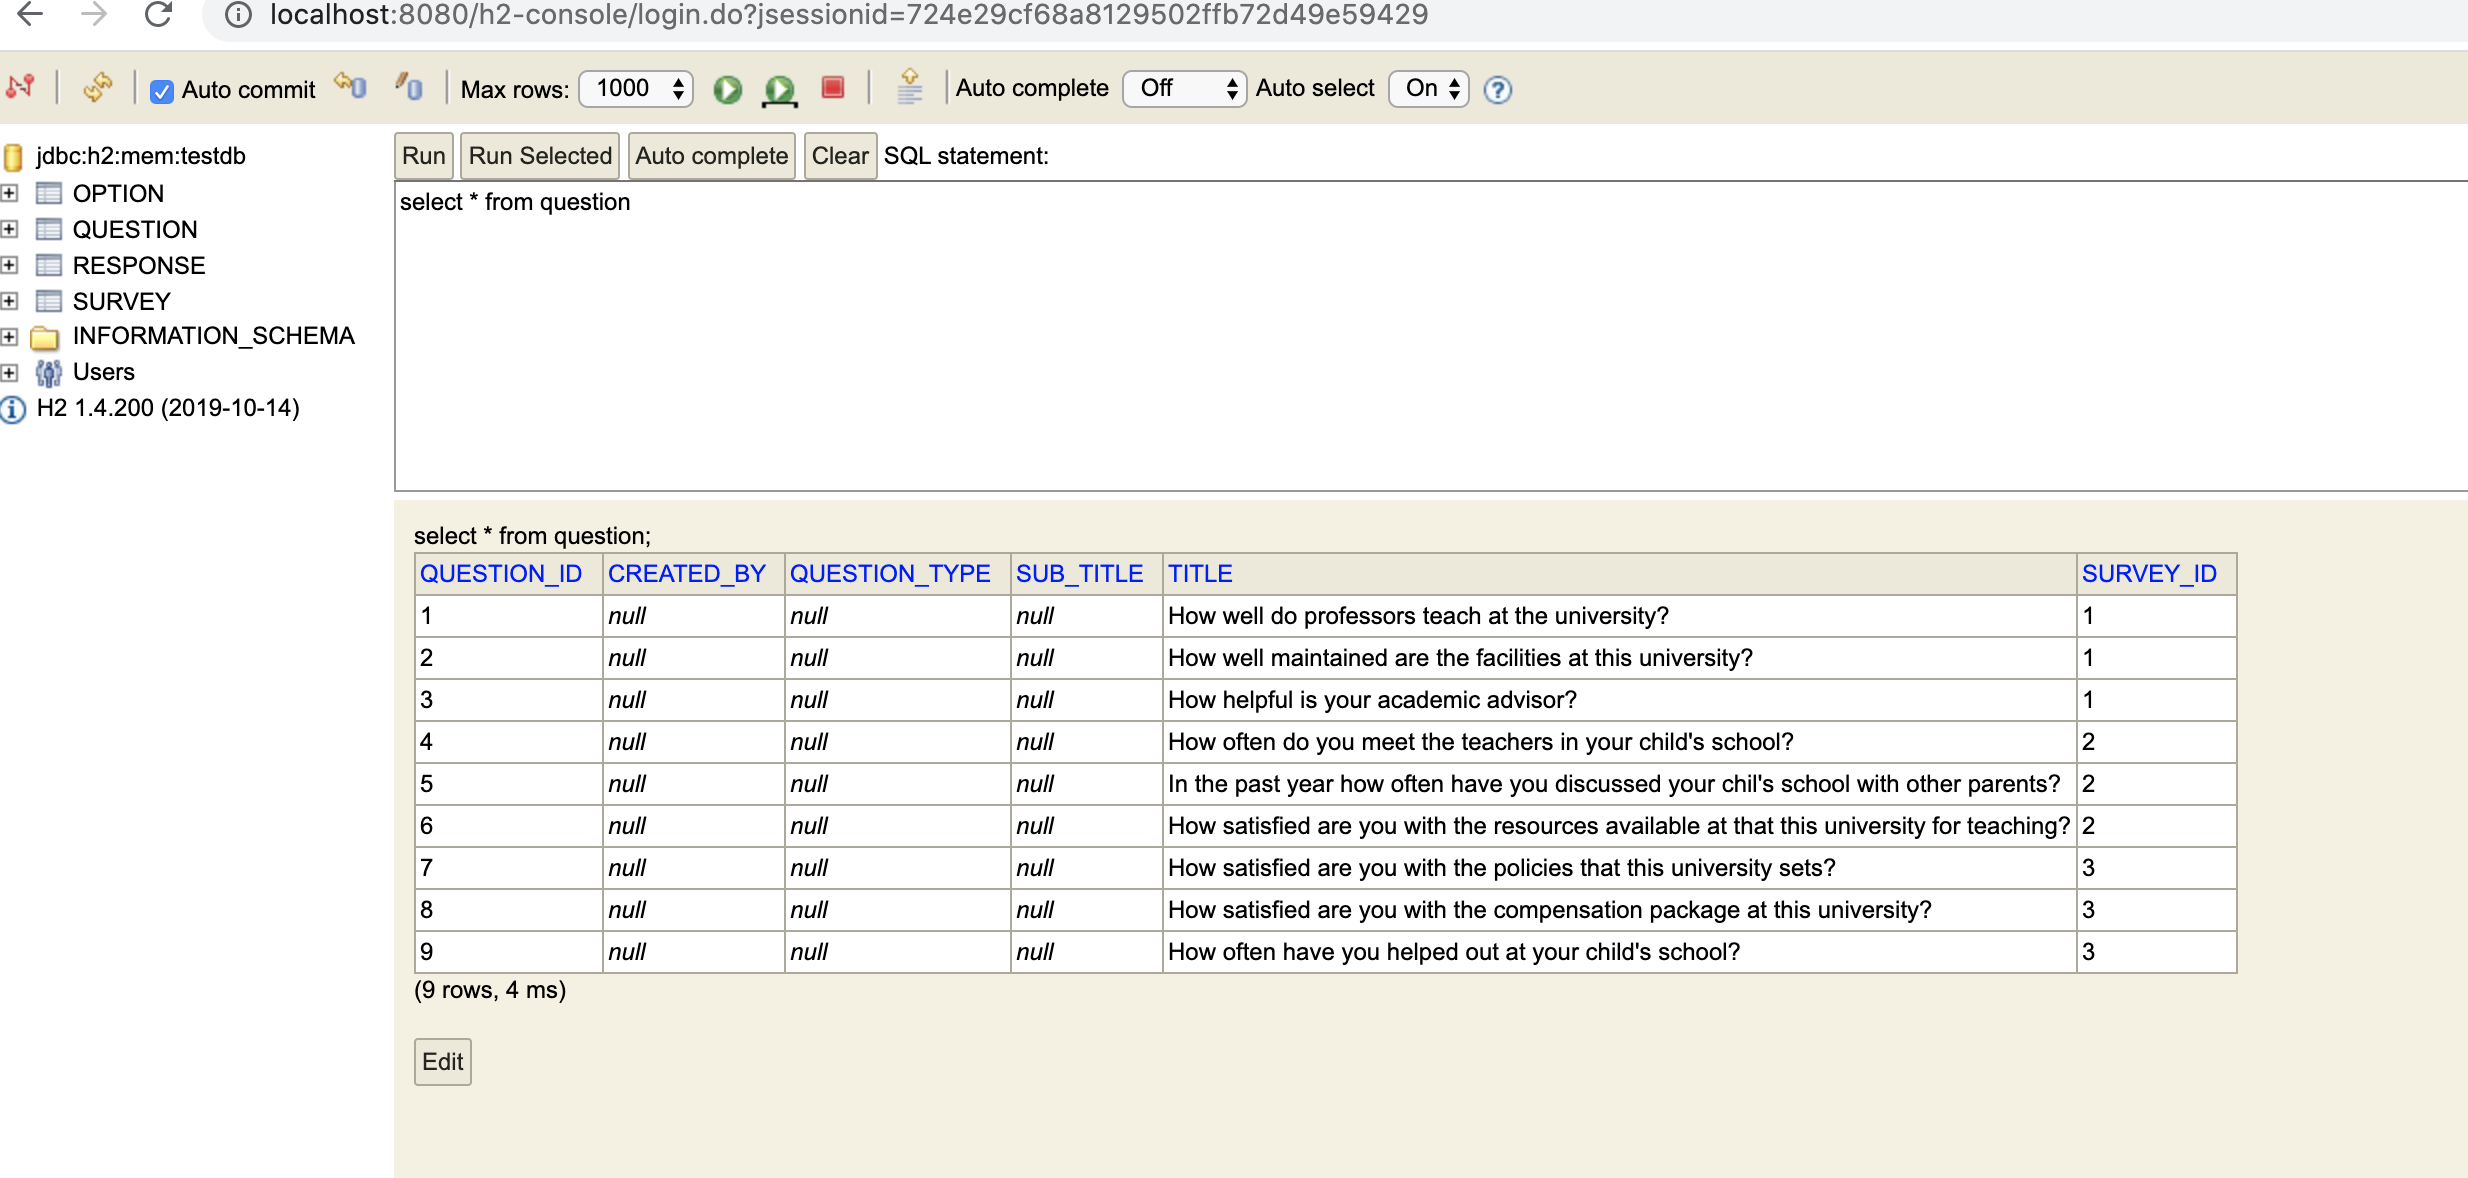 localhost:8080/h2-console/login.do?jsessionid=724e29cf68a8129502ffb72d49e59429
Auto commit Max rows: 1000 Auto complete Off Auto select On ?
jdbc:h2:mem:testdb
OPTION
QUESTION
RESPONSE
SURVEY
INFORMATION_SCHEMA
Users
H2 1.4.200 (2019-10-14)
Run Run Selected Auto complete Clear SQL statement:
select * from question
select * from question;
QUESTION_ID CREATED_BY QUESTION_TYPE SUB_TITLE TITLE SURVEY_ID
1 null null null How well do professors teach at the university? 1
2 null null null How well maintained are the facilities at this university? 1
3 null null null How helpful is your academic advisor? 1
4 null null null How often do you meet the teachers in your child's school? 2
5 null null null In the past year how often have you discussed your chil's school with other parents? 2
6 null null null How satisfied are you with the resources available at that this university for teaching? 2
7 null null null How satisfied are you with the policies that this university sets? 3
8 null null null How satisfied are you with the compensation package at this university? 3
9 null null null How often have you helped out at your child's school? 3
(9 rows, 4 ms)
Edit